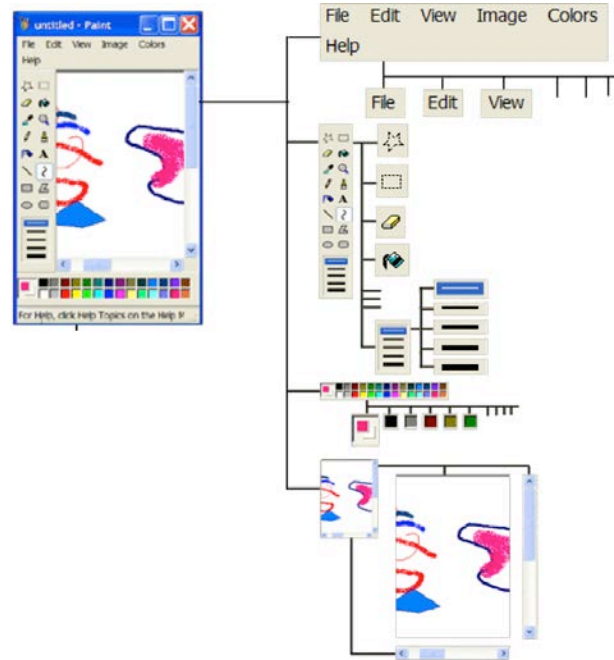 untitled - Paint
File Edit View Image Colors
Help
For Help, click Help Topics on the Help
File Edit View Image Colors
Help
File Edit View
A
A